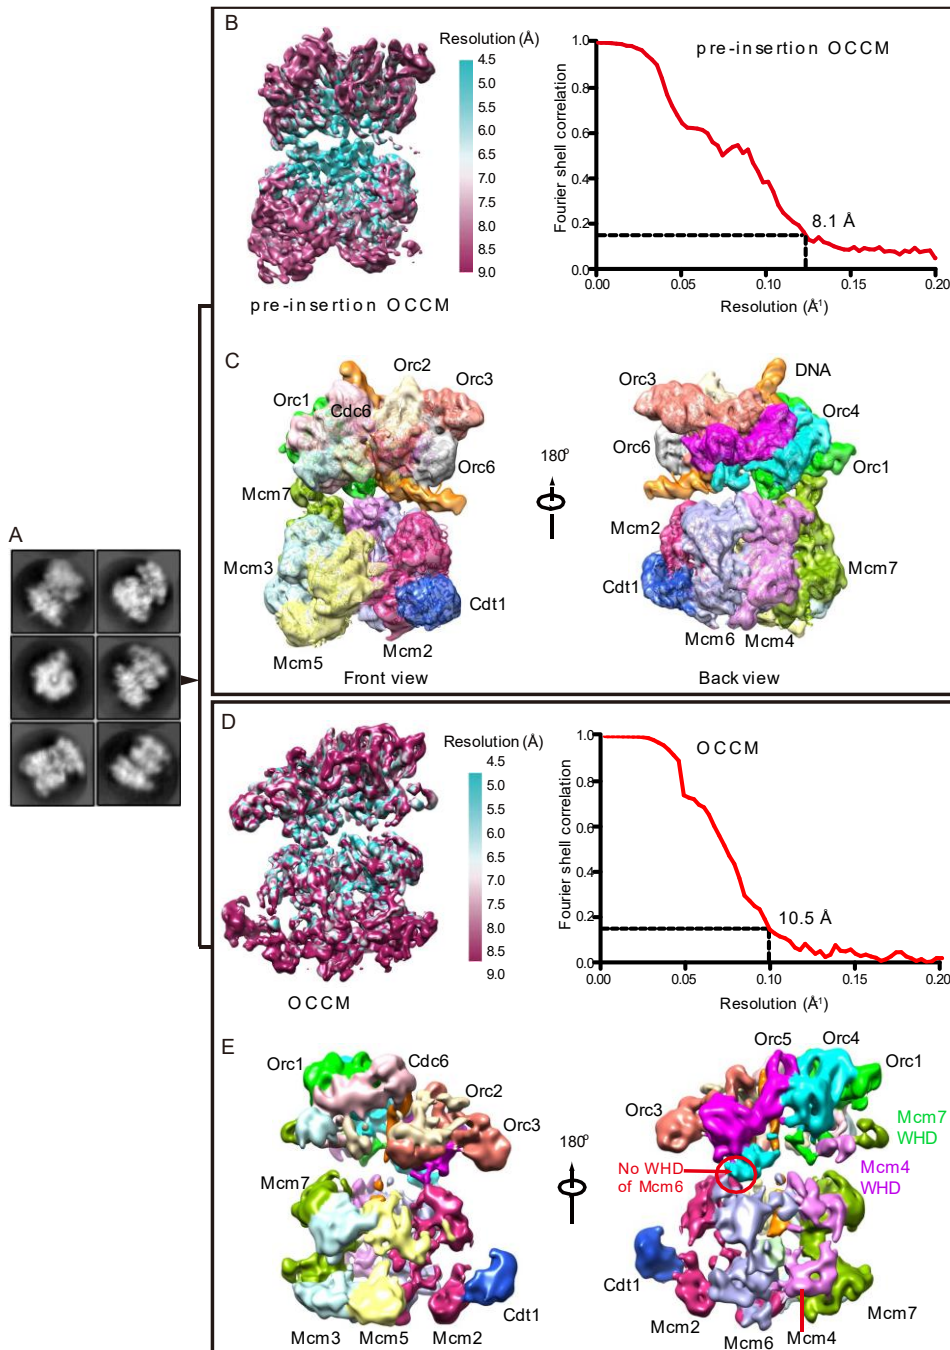 A
B
Resolution (Å)
4.5
5.0
5.5
6.0
6.5
7.0
7.5
8.0
8.5
9.0
pre-insertion OCCM
pre-insertion OCCM
Fourier shell correlation
1.0
0.8
0.6
0.4
0.2
0.0
8.1 Å
0.00
0.05
0.10
0.15
0.20
Resolution (Å⁻¹)
C
Orc2
Orc1
Cdc6
Orc3
Orc6
Mcm7
Mcm3
Cdt1
Mcm5
Mcm2
Front view
180°
DNA
Orc3
Orc4
Orc6
Orc1
Mcm2
Cdt1
Mcm7
Mcm6
Mcm4
Back view
D
Resolution (Å)
4.5
5.0
5.5
6.0
6.5
7.0
7.5
8.0
8.5
9.0
OCCM
OCCM
Fourier shell correlation
1.0
0.8
0.6
0.4
0.2
0.0
10.5 Å
0.00
0.05
0.10
0.15
0.20
Resolution (Å⁻¹)
E
Orc1
Cdc6
Orc2
Orc3
Mcm7
Cdt1
Mcm3
Mcm5
Mcm2
180°
Orc5
Orc4
Orc1
Orc3
Mcm7
WHD
No WHD
of Mcm6
Mcm4
WHD
Cdt1
Mcm2
Mcm6
Mcm4
Mcm7